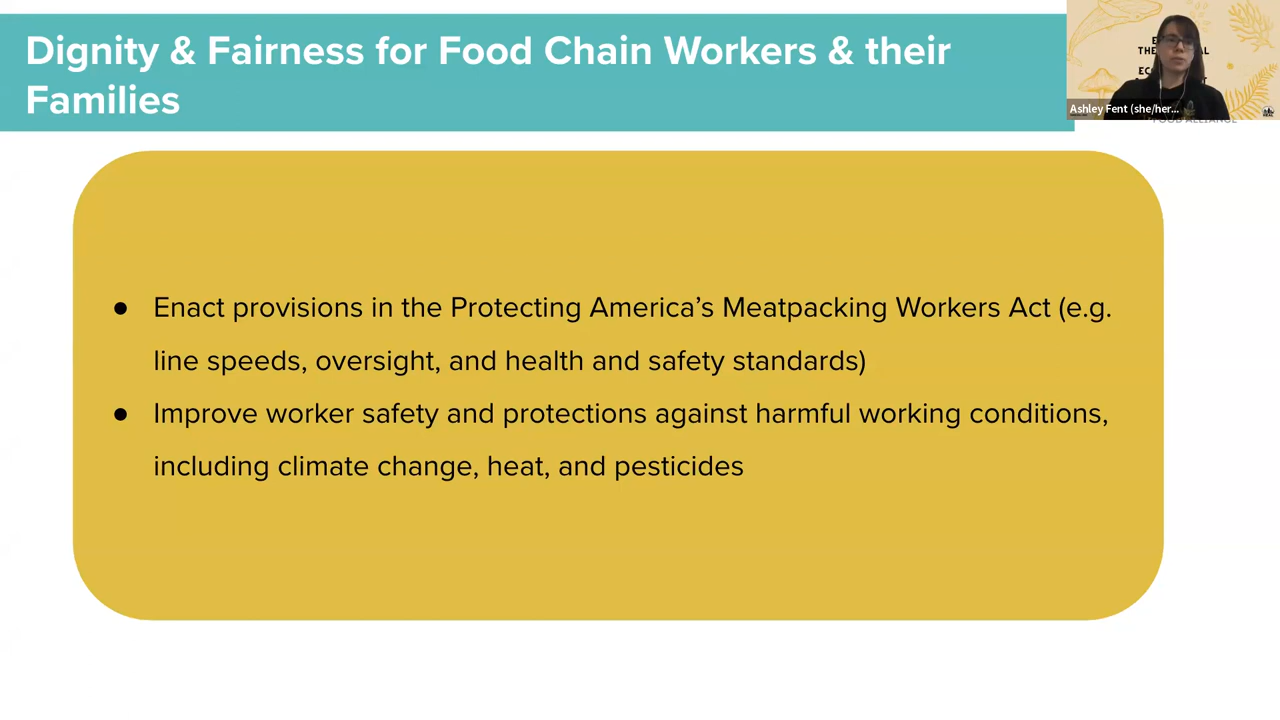 Dignity & Fairness for Food Chain Workers & their
Families
Ashley Fent (she/her...
FOOD ALLIANCE
● Enact provisions in the Protecting America’s Meatpacking Workers Act (e.g.
line speeds, oversight, and health and safety standards)
● Improve worker safety and protections against harmful working conditions,
including climate change, heat, and pesticides